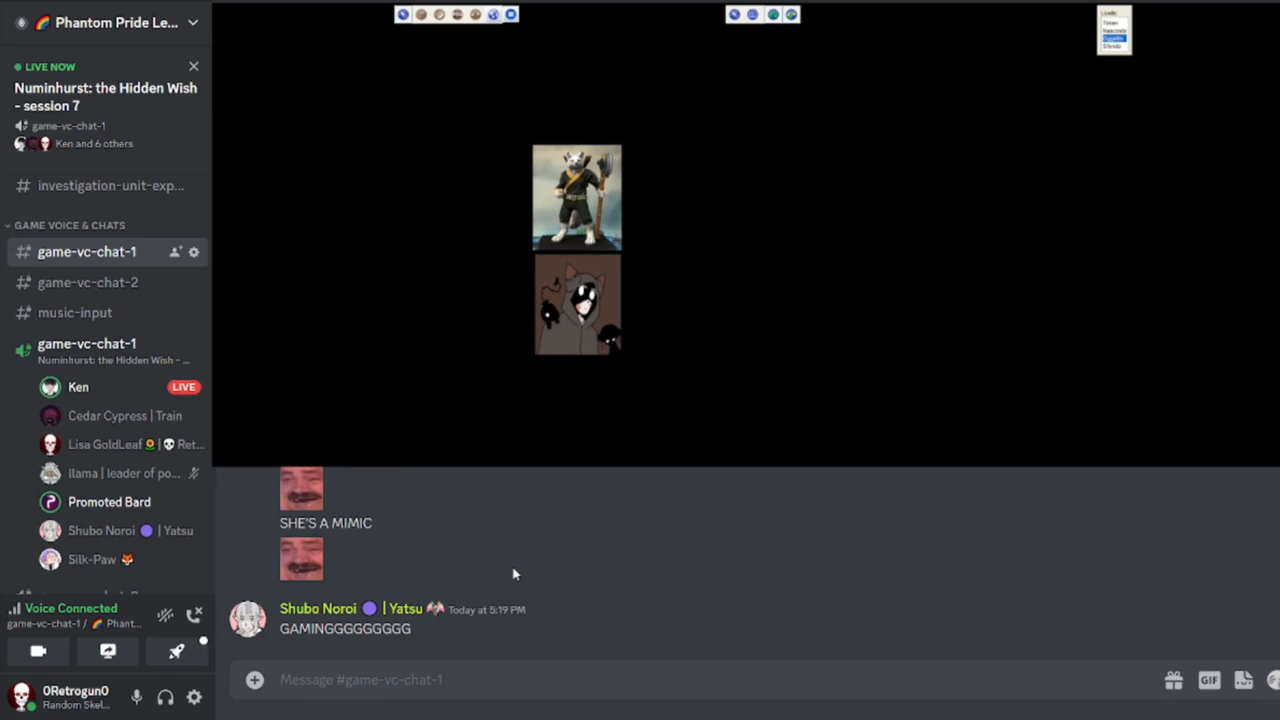 Phantom Pride Le...
LIVE NOW
Numinhurst: the Hidden Wish
- session 7
game-vc-chat-1
Ken and 6 others
investigation-unit-exp...
GAME VOICE & CHATS
game-vc-chat-1
game-vc-chat-2
music-input
game-vc-chat-1
Numinhurst: the Hidden Wish - ...
Ken LIVE
Cedar Cypress | Train
Lisa GoldLeaf | Ret...
llama | leader of po...
Promoted Bard
Shubo Noroi | Yatsu
Silk-Paw
Voice Connected
game-vc-chat-1 / Phant...
0Retrogun0
Random Skel...
Token
Sfondo
SHE'S A MIMIC
Shubo Noroi | Yatsu Today at 5:19 PM
GAMINGGGGGGGGG
Message #game-vc-chat-1
GIF